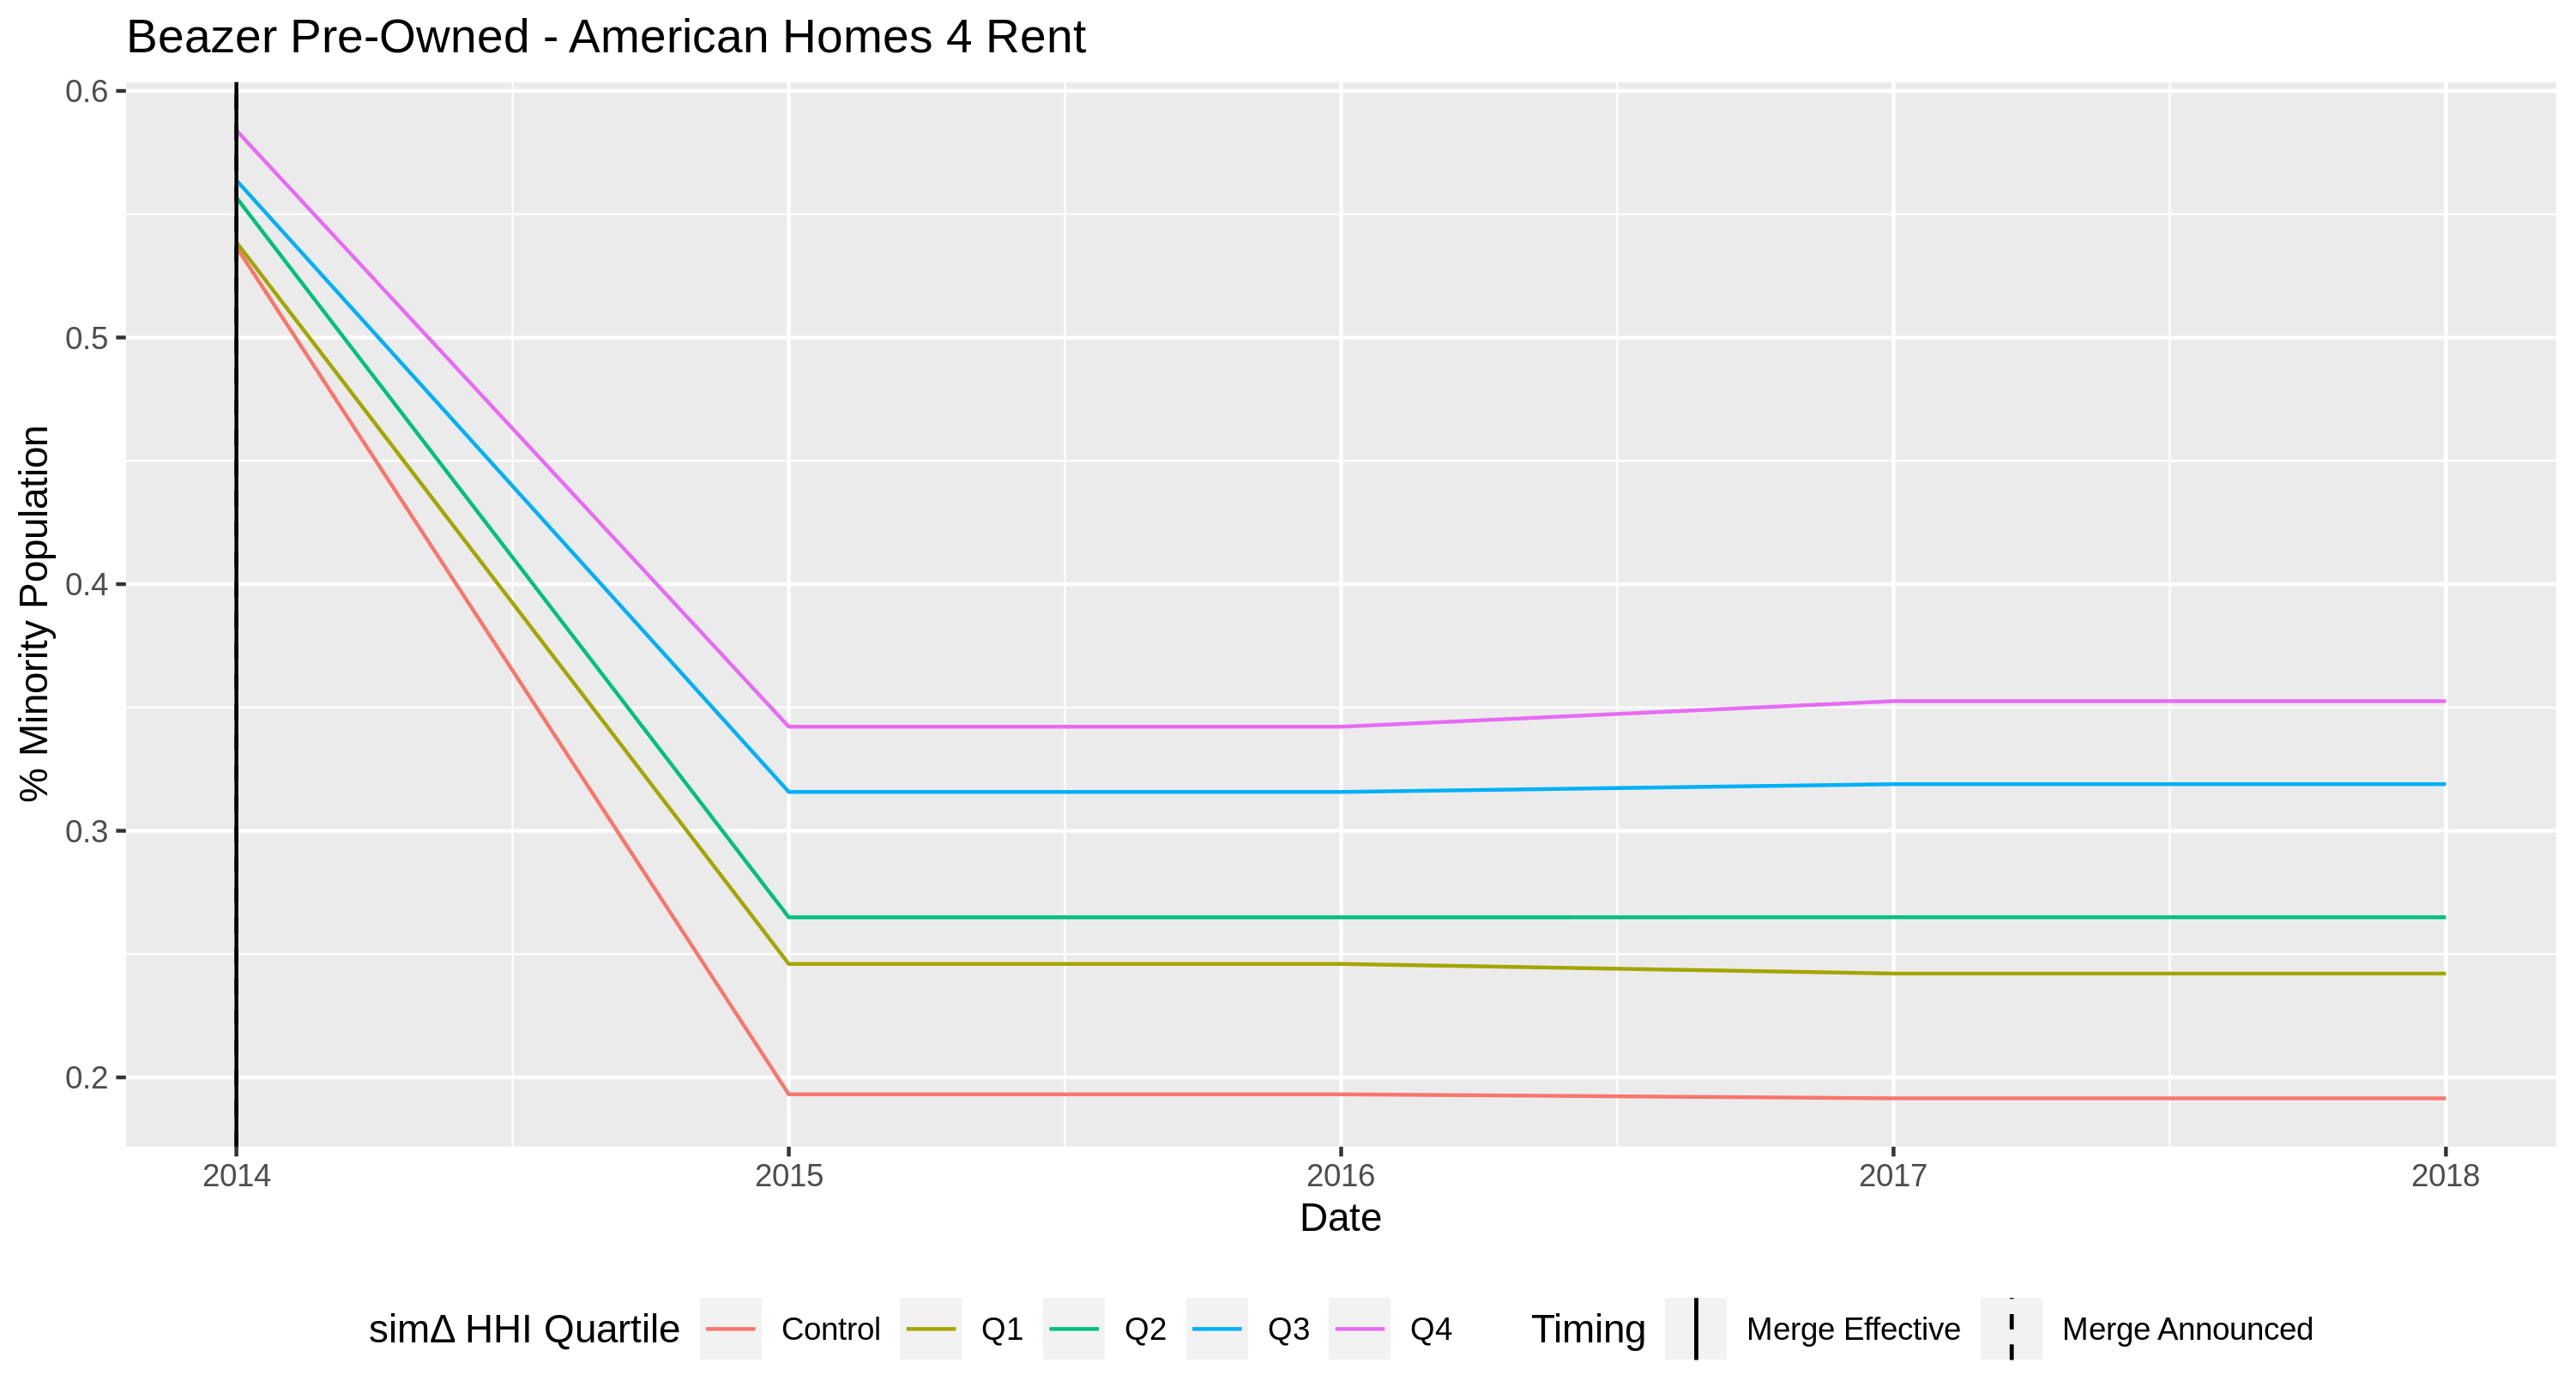 Beazer Pre-Owned - American Homes 4 Rent
% Minority Population
0.6
0.5
0.4
0.3
0.2
2014 2015 2016 2017 2018
Date
simΔ HHI Quartile Control Q1 Q2 Q3 Q4 Timing Merge Effective Merge Announced